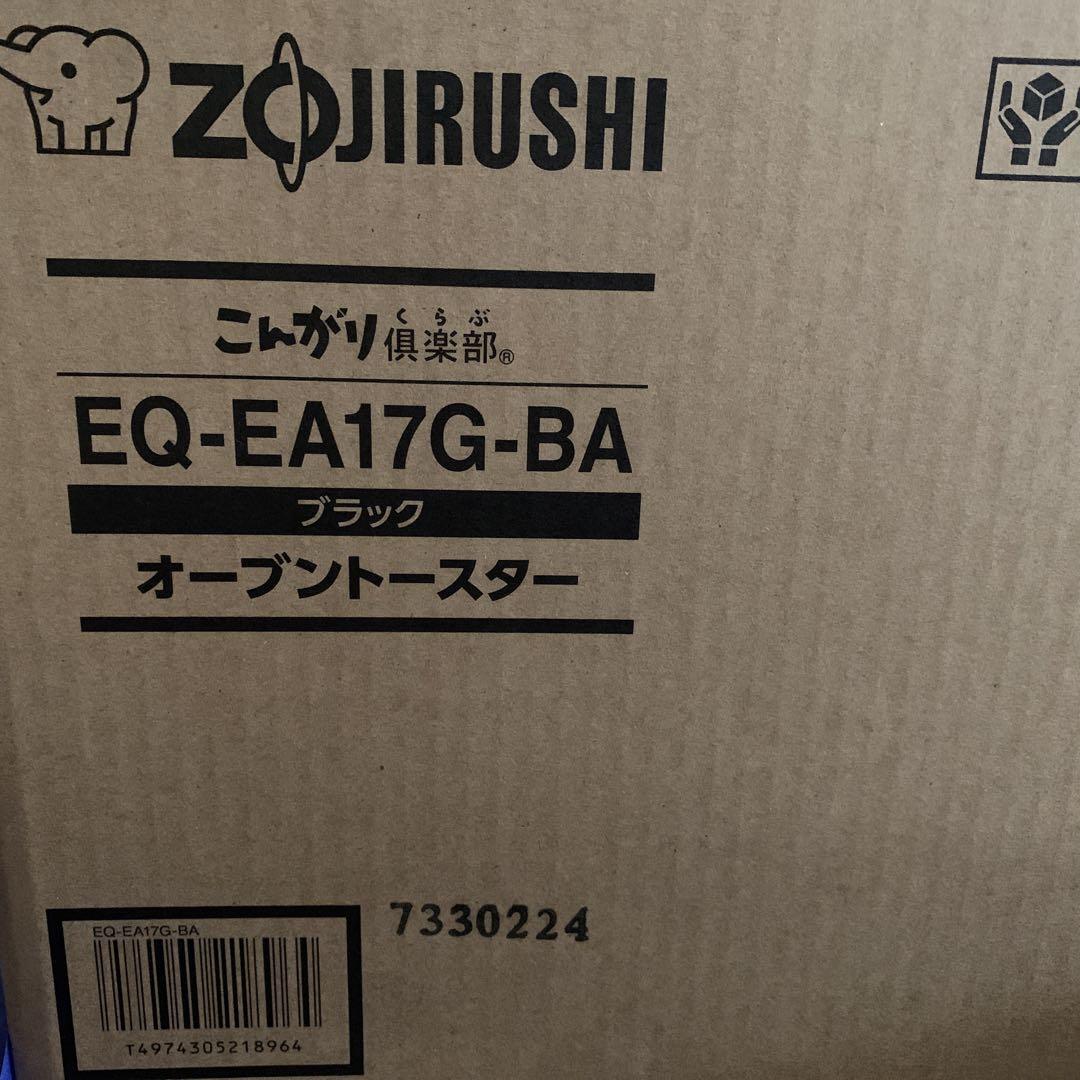 ZOJIRUSHI
くらぶ
こんがり倶楽部®
EQ-EA17G-BA
ブラック
オーブントースター
7330224
EQ-EA17G-BA
T4974305218964